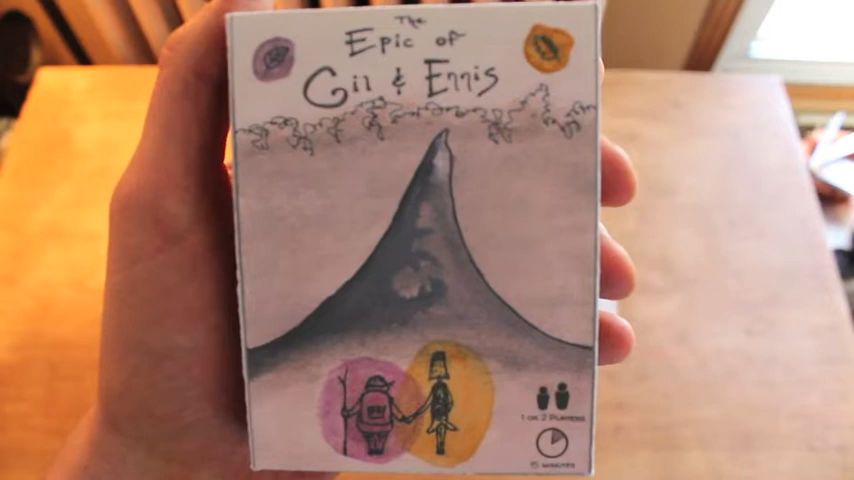 The
Epic of
Gil & Ennis
1 or 2 Players
15 minutes